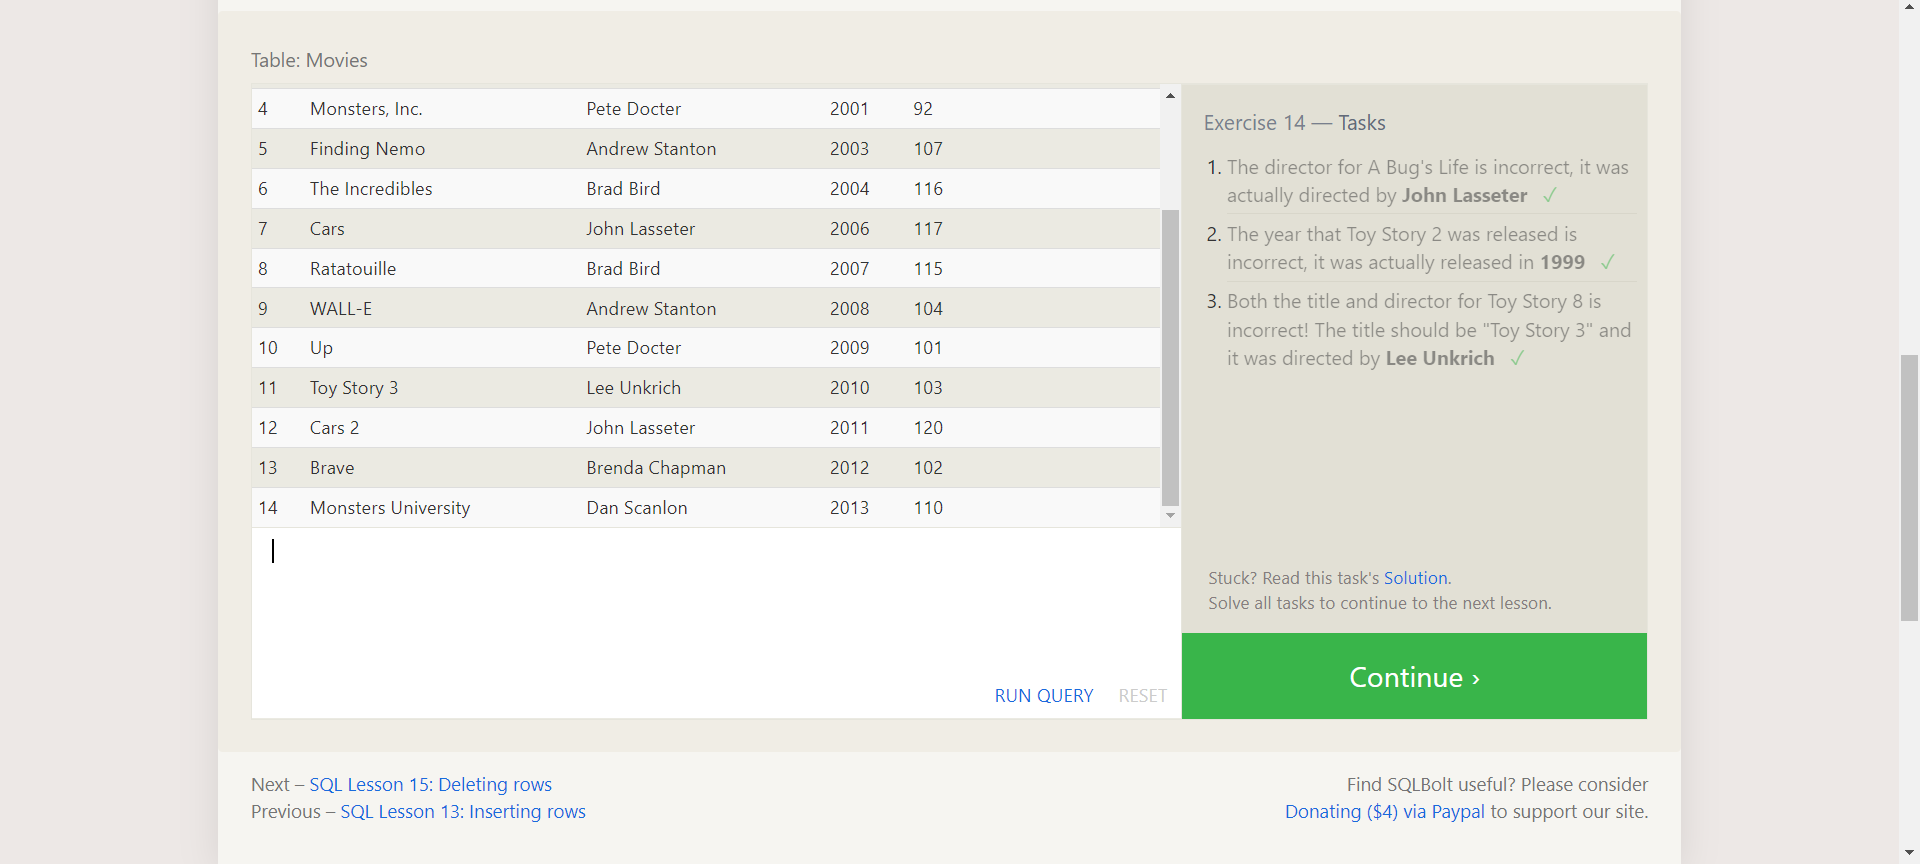 Table: Movies
4 Monsters, Inc. Pete Docter 2001 92
5 Finding Nemo Andrew Stanton 2003 107
6 The Incredibles Brad Bird 2004 116
7 Cars John Lasseter 2006 117
8 Ratatouille Brad Bird 2007 115
9 WALL-E Andrew Stanton 2008 104
10 Up Pete Docter 2009 101
11 Toy Story 3 Lee Unkrich 2010 103
12 Cars 2 John Lasseter 2011 120
13 Brave Brenda Chapman 2012 102
14 Monsters University Dan Scanlon 2013 110
RUN QUERY RESET
Exercise 14 — Tasks
1. The director for A Bug's Life is incorrect, it was
actually directed by John Lasseter ✓
2. The year that Toy Story 2 was released is
incorrect, it was actually released in 1999 ✓
3. Both the title and director for Toy Story 8 is
incorrect! The title should be "Toy Story 3" and
it was directed by Lee Unkrich ✓
Stuck? Read this task's Solution.
Solve all tasks to continue to the next lesson.
Continue ›
Next – SQL Lesson 15: Deleting rows
Previous – SQL Lesson 13: Inserting rows
Find SQLBolt useful? Please consider
Donating ($4) via Paypal to support our site.